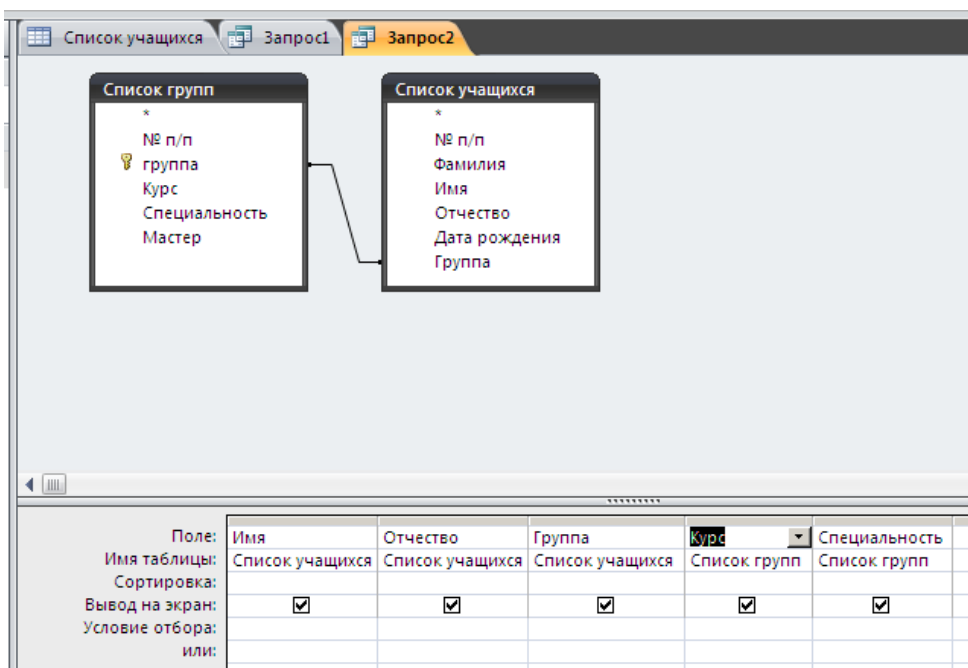 Список учащихся Запрос1 Запрос2
Список групп
*
№ п/п
группа
Курс
Специальность
Мастер
Список учащихся
*
№ п/п
Фамилия
Имя
Отчество
Дата рождения
Группа
Поле: Имя Отчество Группа Курс Специальность
Имя таблицы: Список учащихся Список учащихся Список учащихся Список групп Список групп
Сортировка:
Вывод на экран:
Условие отбора:
или: